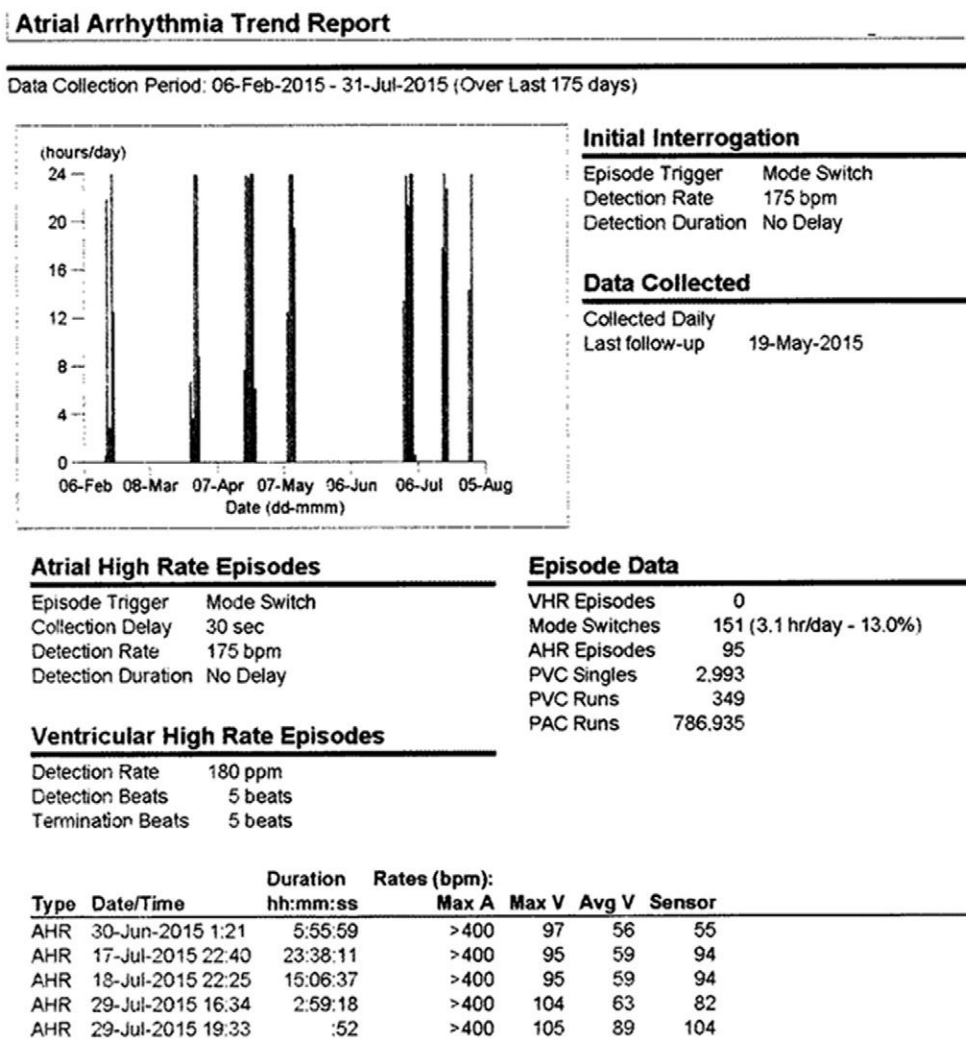 Atrial Arrhythmia Trend Report
Data Collection Period: 06-Feb-2015 - 31-Jul-2015 (Over Last 175 days)
(hours/day)
24
20
16
12
8
4
0
06-Feb 08-Mar 07-Apr 07-May 06-Jun 06-Jul 05-Aug
Date (dd-mmm)
Initial Interrogation
Episode Trigger Mode Switch
Detection Rate 175 bpm
Detection Duration No Delay
Data Collected
Collected Daily
Last follow-up 19-May-2015
Atrial High Rate Episodes
Episode Trigger Mode Switch
Collection Delay 30 sec
Detection Rate 175 bpm
Detection Duration No Delay
Ventricular High Rate Episodes
Detection Rate 180 ppm
Detection Beats 5 beats
Termination Beats 5 beats
Episode Data
VHR Episodes 0
Mode Switches 151 (3.1 hr/day - 13.0%)
AHR Episodes 95
PVC Singles 2,993
PVC Runs 349
PAC Runs 786,935
Duration Rates (bpm):
Type Date/Time hh:mm:ss Max A Max V Avg V Sensor
AHR 30-Jun-2015 1:21 5:55:59 >400 97 56 55
AHR 17-Jul-2015 22:40 23:38:11 >400 95 59 94
AHR 18-Jul-2015 22:25 15:06:37 >400 95 59 94
AHR 29-Jul-2015 16:34 2:59:18 >400 104 63 82
AHR 29-Jul-2015 19:33 :52 >400 105 89 104